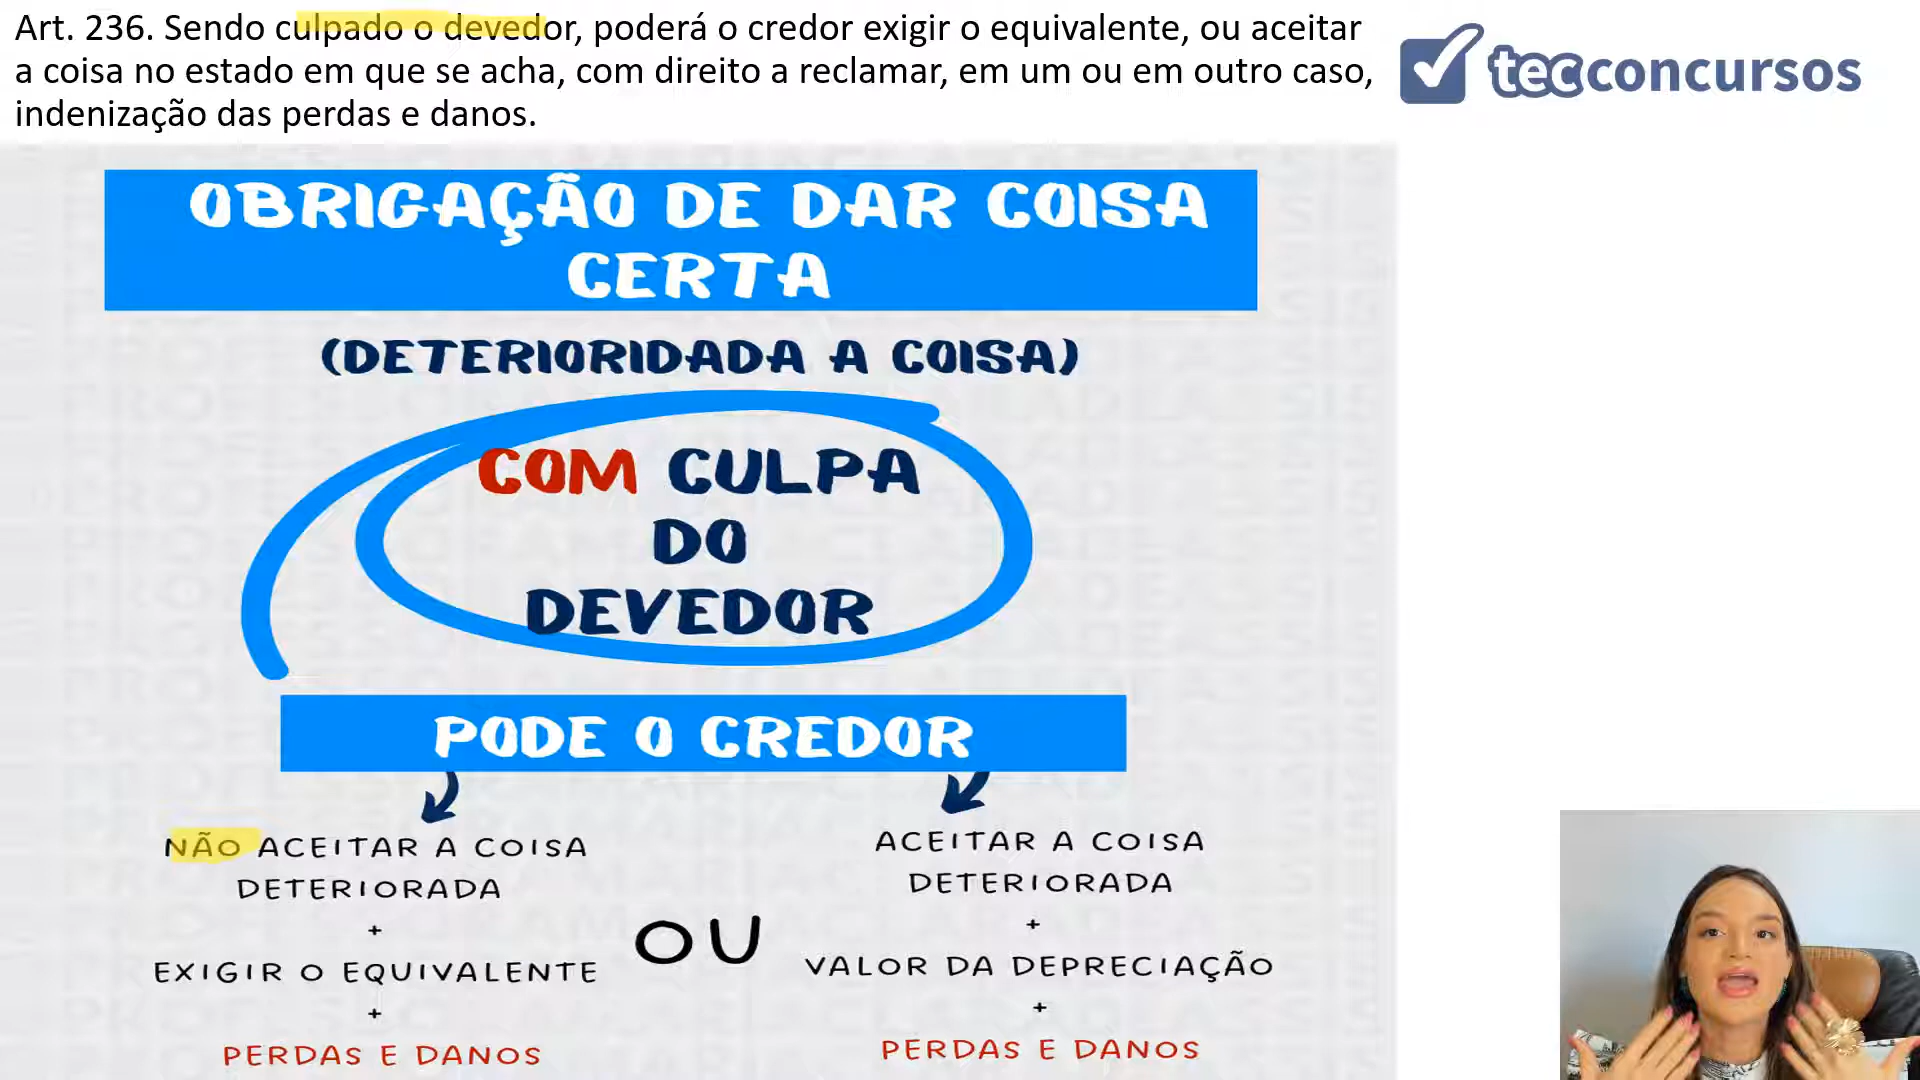 Art. 236. Sendo culpado o devedor, poderá o credor exigir o equivalente, ou aceitar
a coisa no estado em que se acha, com direito a reclamar, em um ou em outro caso,
indenização das perdas e danos.
tecconcursos
OBRIGAÇÃO DE DAR COISA
CERTA
(DETERIORIDADA A COISA)
COM CULPA
DO
DEVEDOR
PODE O CREDOR
NÃO ACEITAR A COISA
DETERIORADA
+
EXIGIR O EQUIVALENTE
+
PERDAS E DANOS
OU
ACEITAR A COISA
DETERIORADA
+
VALOR DA DEPRECIAÇÃO
+
PERDAS E DANOS